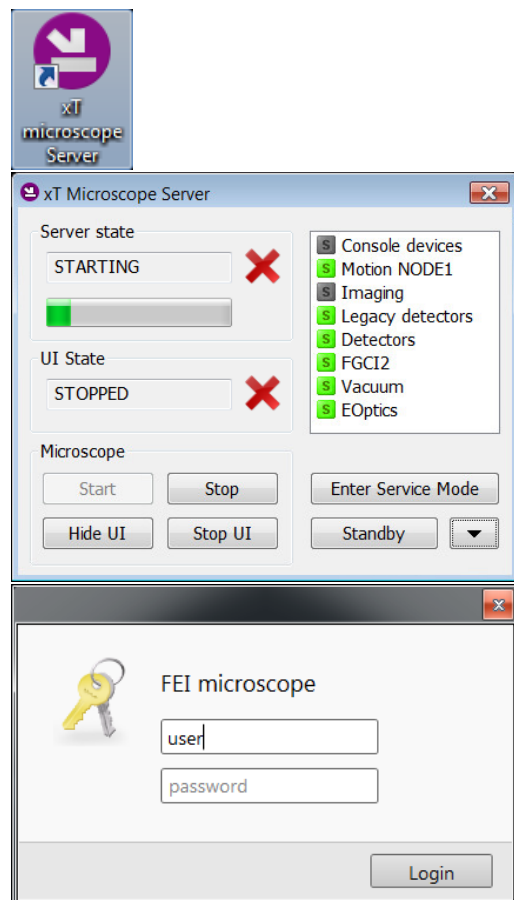 xT
microscope
Server
xT Microscope Server
Server state
STARTING
UI State
STOPPED
S Console devices
S Motion NODE1
S Imaging
S Legacy detectors
S Detectors
S FGCI2
S Vacuum
S EOptics
Microscope
Start Stop
Hide UI Stop UI
Enter Service Mode
Standby
FEI microscope
user
password
Login